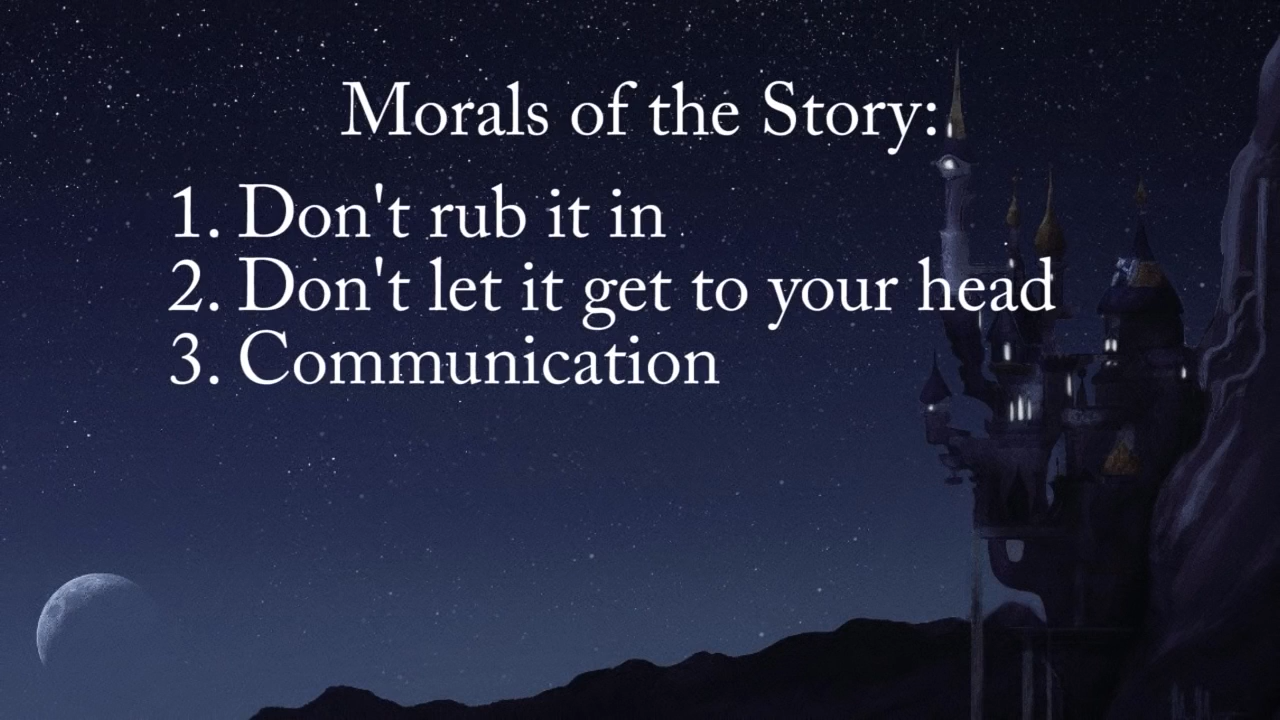 Morals of the Story:
1. Don't rub it in
2. Don't let it get to your head
3. Communication